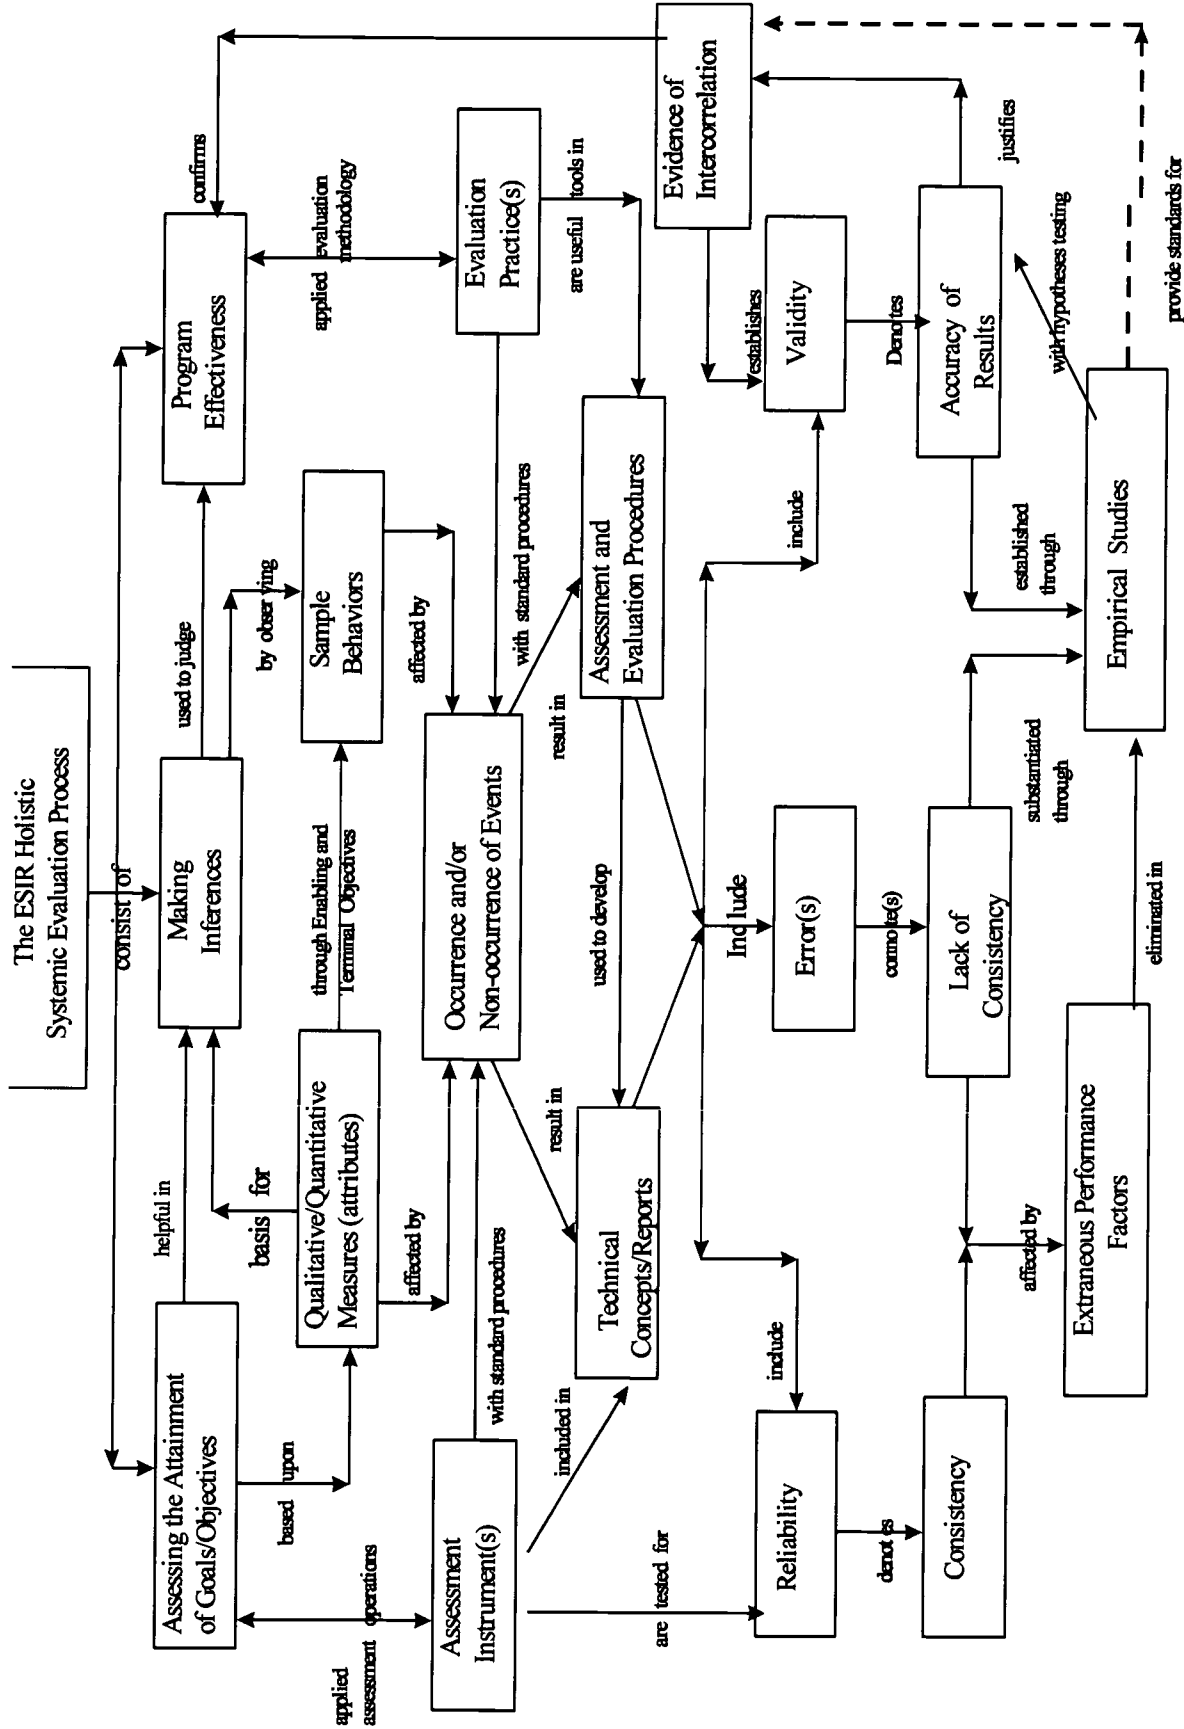 The ESIR Holistic
Systemic Evaluation Process
consist of
Assessing the Attainment
of Goals/Objectives
helpful in
Making
Inferences
used to judge
Program
Effectiveness
confirms
based upon
basis for
by observing
applied evaluation
methodology
Qualitative/Quantitative
Measures (attributes)
through Enabling and
Terminal Objectives
Sample
Behaviors
applied
assessment operations
affected by
affected by
Assessment
Instrument(s)
with standard procedures
Occurrence and/or
Non-occurrence of Events
with standard procedures
Evaluation
Practice(s)
included in
result in
result in
are useful tools in
Technical
Concepts/Reports
used to develop
Assessment and
Evaluation Procedures
Evidence of
Intercorrelation
are tested for
include
Include
include
establishes
Reliability
Error(s)
Validity
denotes
connote(s)
Denotes
justifies
Consistency
Lack of
Consistency
Accuracy of
Results
affected by
substantiated
through
established
through
with hypotheses testing
Extraneous Performance
Factors
eliminated in
Empirical Studies
provide standards for